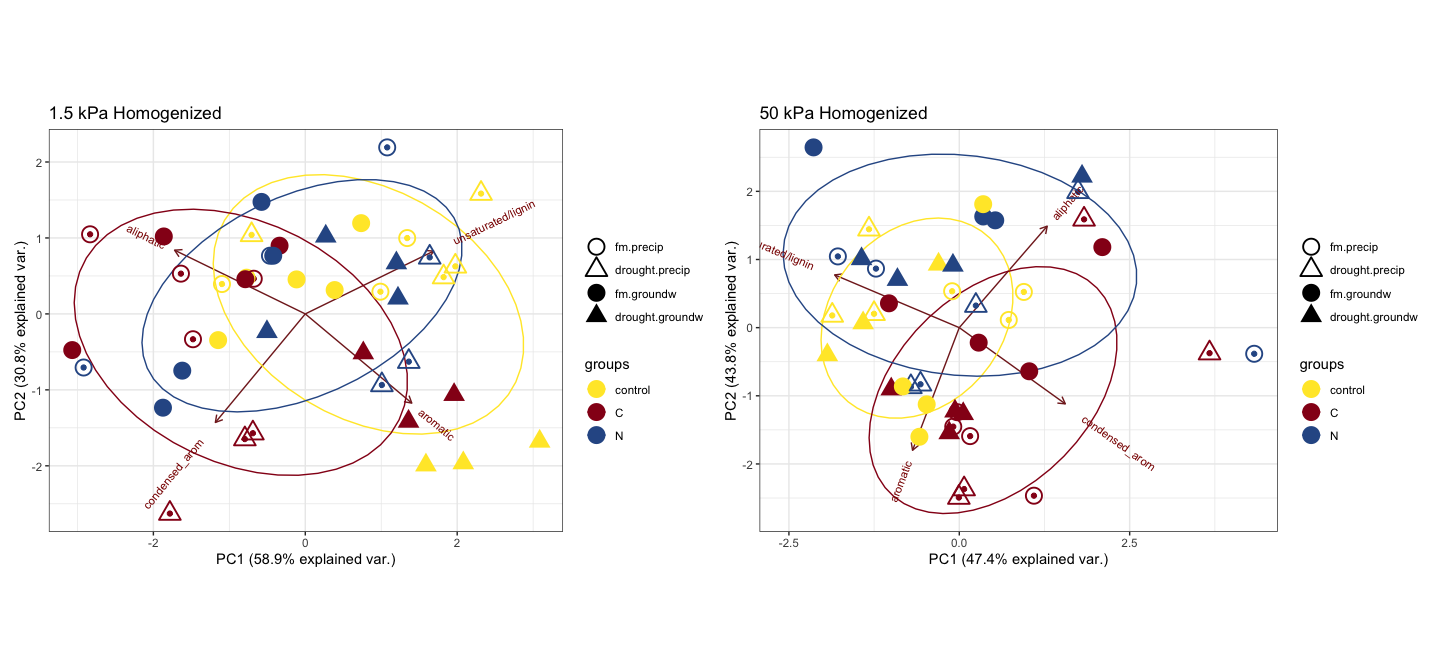 1.5 kPa Homogenized
PC2 (30.8% explained var.)
2
1
0
-1
-2
-2
0
2
PC1 (58.9% explained var.)
aliphatic
unsaturated/lignin
aromatic
condensed_arom
fm.precip
drought.precip
fm.groundw
drought.groundw
groups
control
C
N
50 kPa Homogenized
PC2 (43.8% explained var.)
2
1
0
-1
-2
-2.5
0.0
2.5
PC1 (47.4% explained var.)
aliphatic
rated/lignin
condensed_arom
aromatic
fm.precip
drought.precip
fm.groundw
drought.groundw
groups
control
C
N